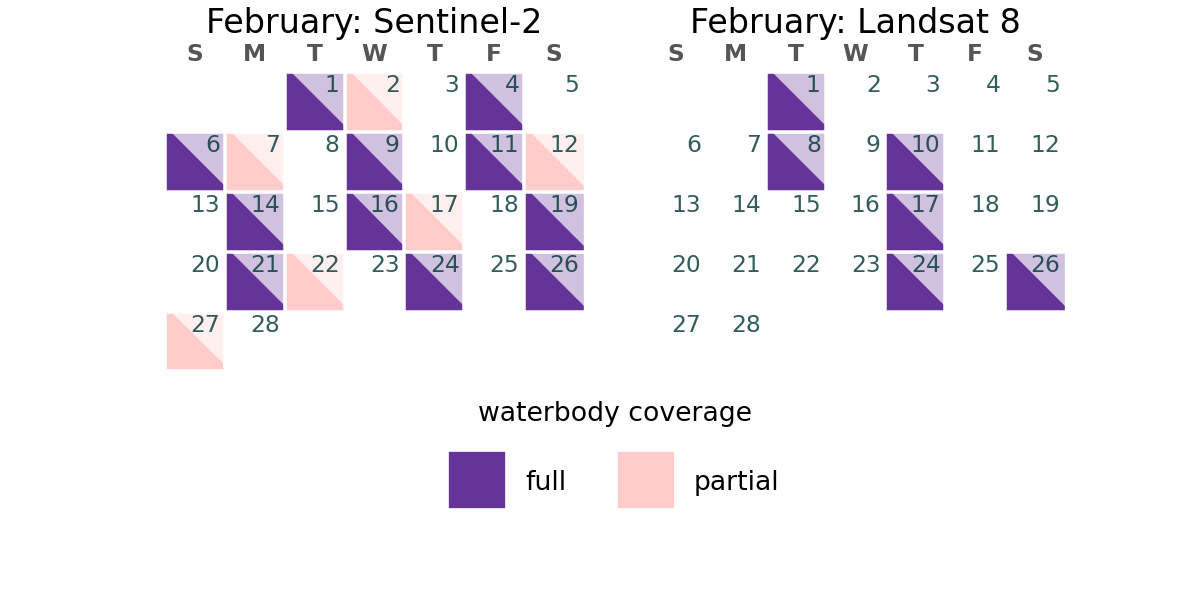 February: Sentinel-2
S M T W T F S
1 2 3 4 5
6 7 8 9 10 11 12
13 14 15 16 17 18 19
20 21 22 23 24 25 26
27 28
February: Landsat 8
S M T W T F S
1 2 3 4 5
6 7 8 9 10 11 12
13 14 15 16 17 18 19
20 21 22 23 24 25 26
27 28
waterbody coverage
full
partial